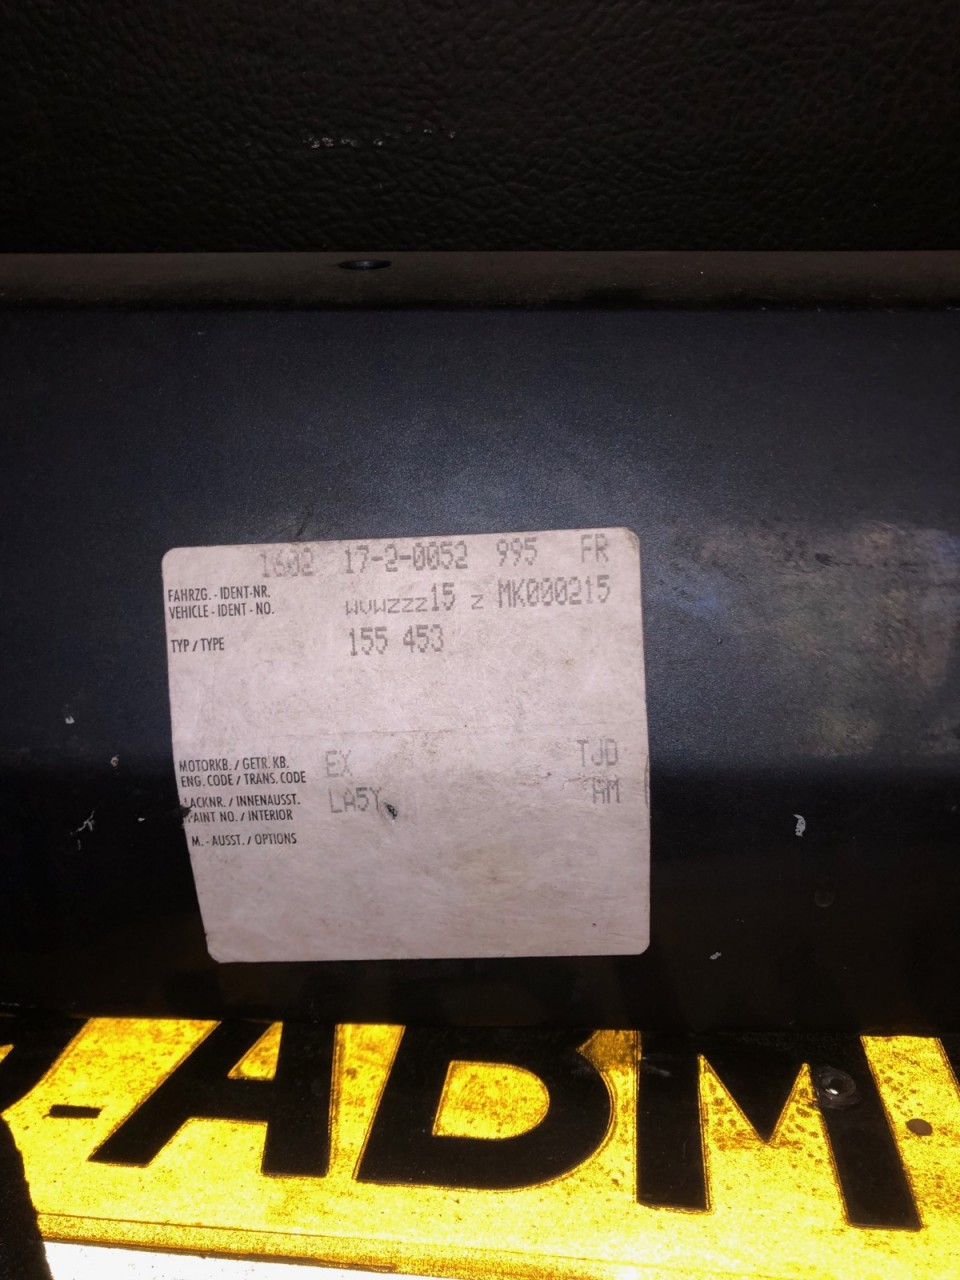 1602 17-2-0052 995 FR
FAHRZG. - IDENT-NR.
VEHICLE - IDENT - NO. WVWZZZ15 Z MK000215
TYP / TYPE 155 453
MOTORKB. / GETR. KB.
ENG. CODE / TRANS. CODE EX TJD
LACKNR. / INNENAUSST.
PAINT NO. / INTERIOR LA5Y AM
M. - AUSST. / OPTIONS
ADM